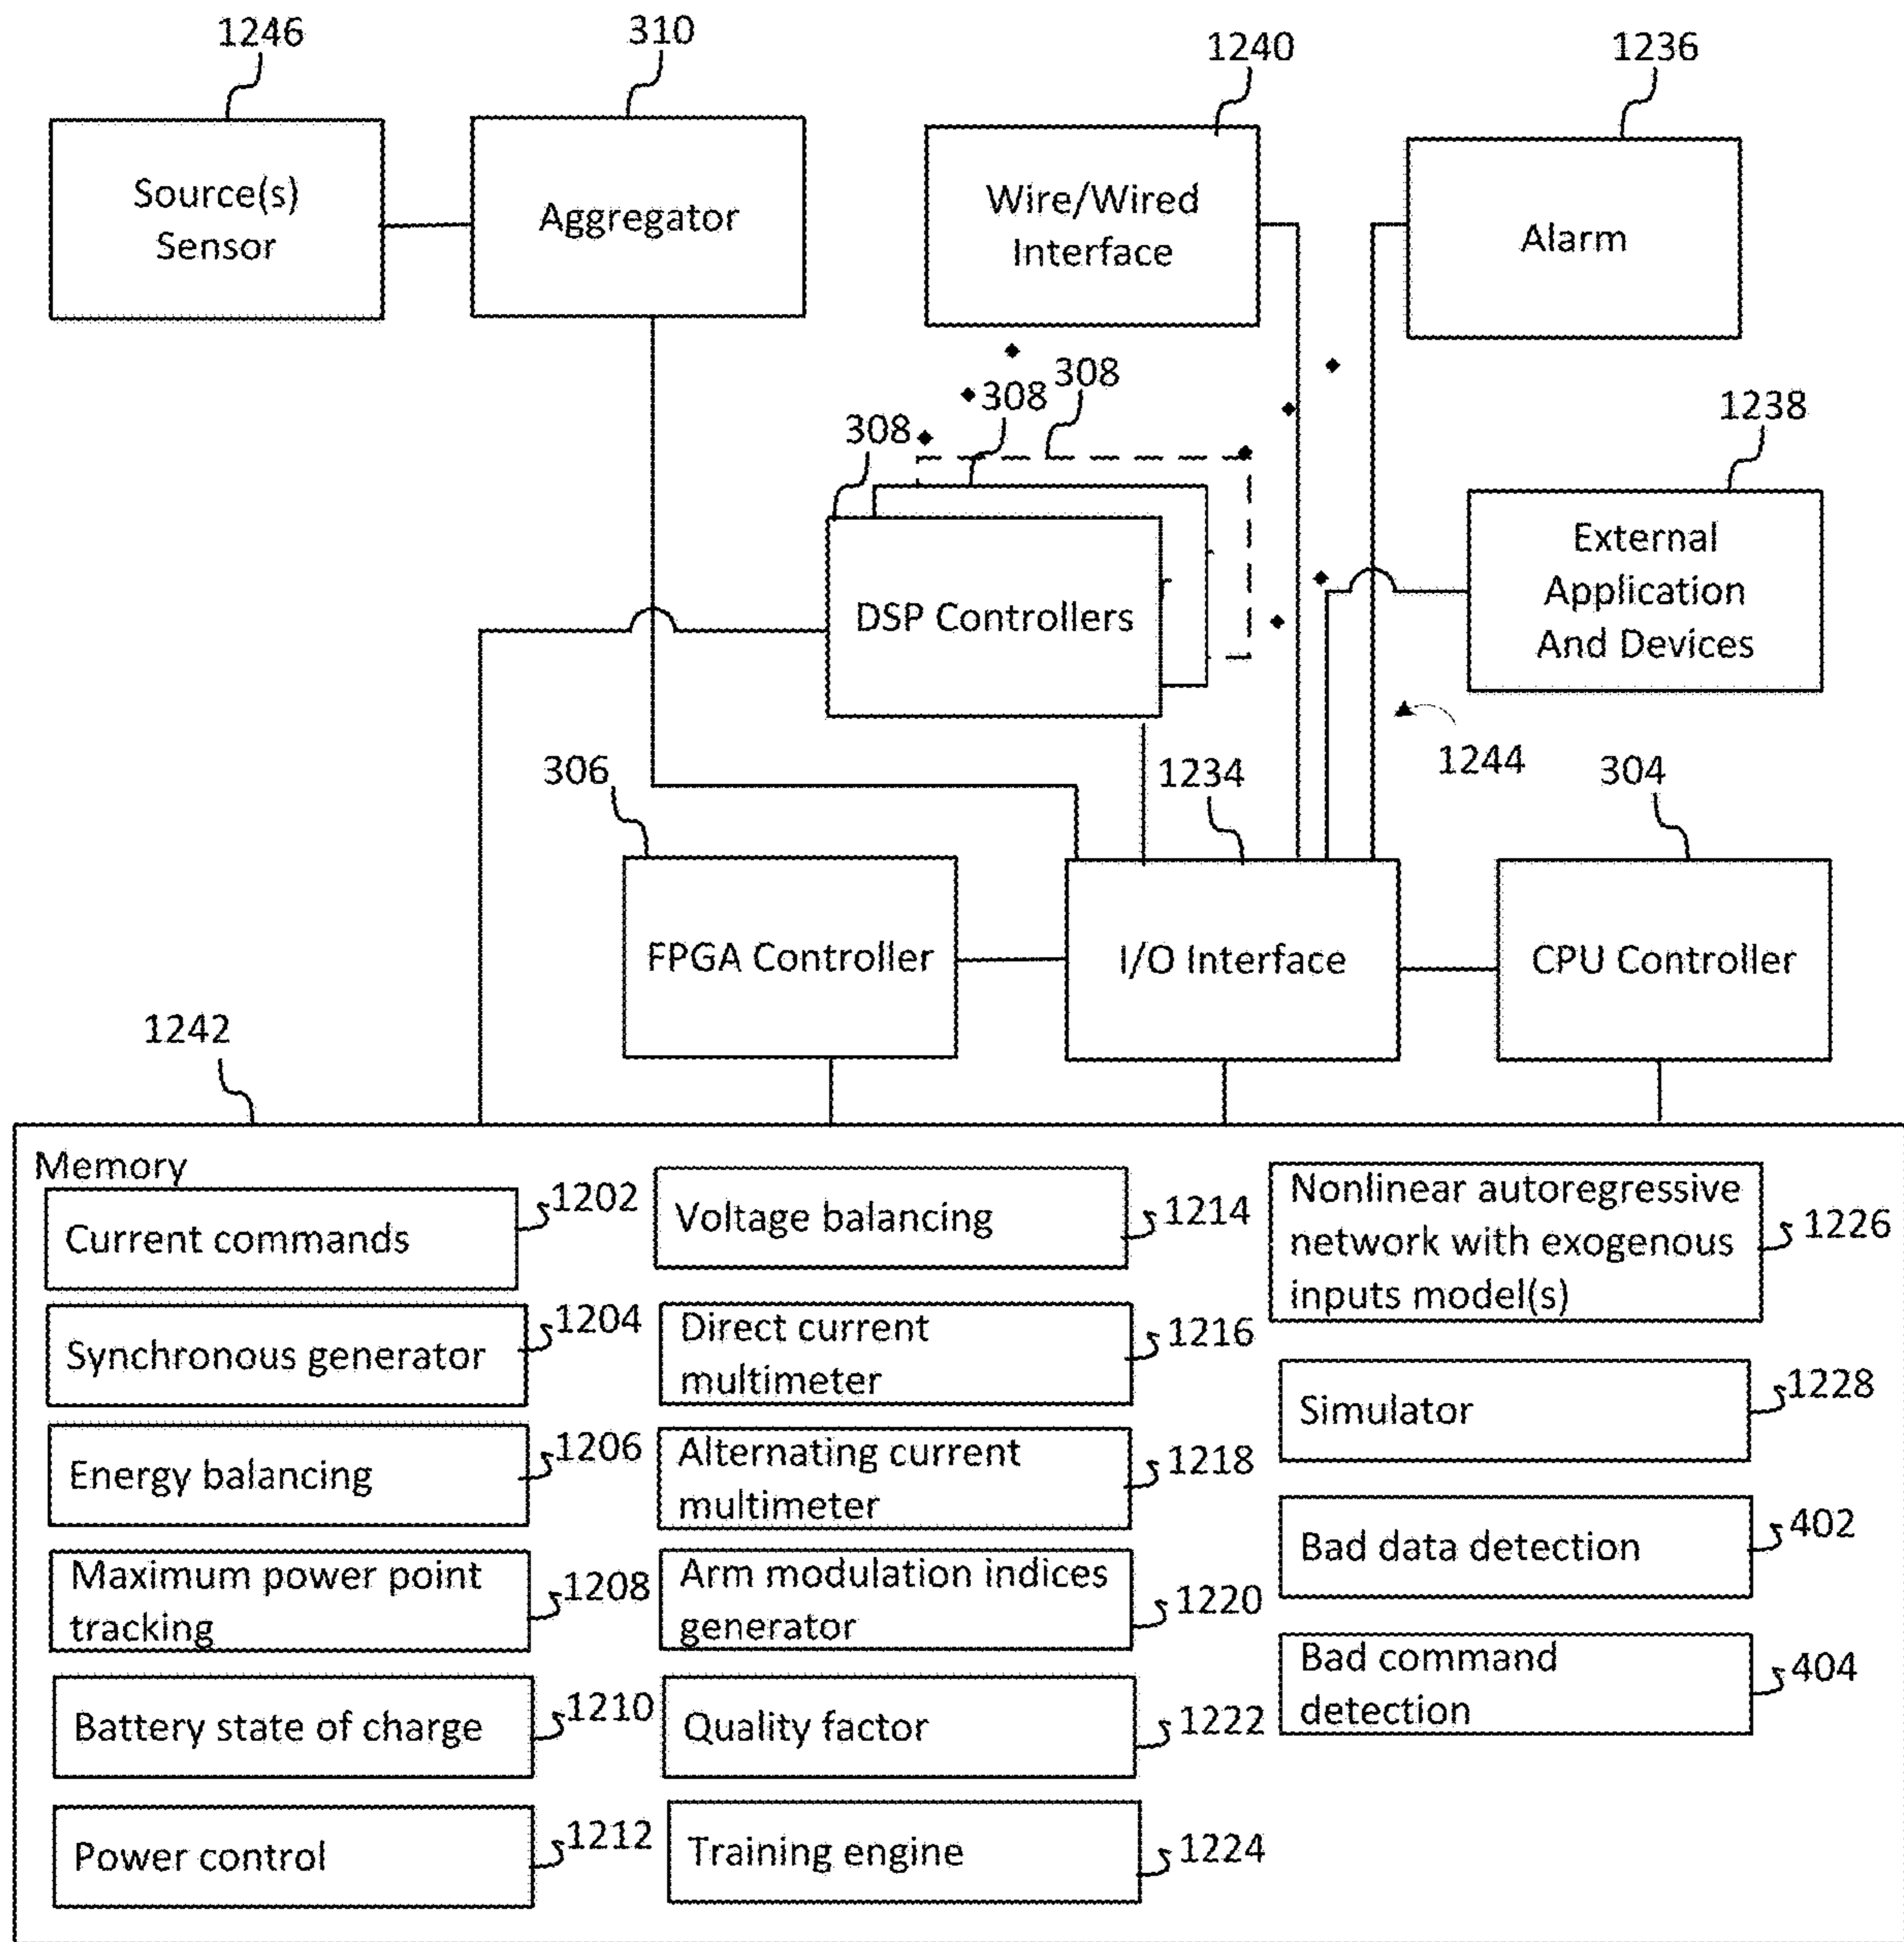 1246
310
1240
1236
Source(s)
Sensor
Aggregator
Wire/Wired
Interface
Alarm
308
308
308
1238
DSP Controllers
External
Application
And Devices
1244
306
1234
304
FPGA Controller
I/O Interface
CPU Controller
1242
Memory
Current commands
1202
Synchronous generator
1204
Energy balancing
1206
Maximum power point
tracking
1208
Battery state of charge
1210
Power control
1212
Voltage balancing
1214
Direct current
multimeter
1216
Alternating current
multimeter
1218
Arm modulation indices
generator
1220
Quality factor
1222
Training engine
1224
Nonlinear autoregressive
network with exogenous
inputs model(s)
1226
Simulator
1228
Bad data detection
402
Bad command
detection
404